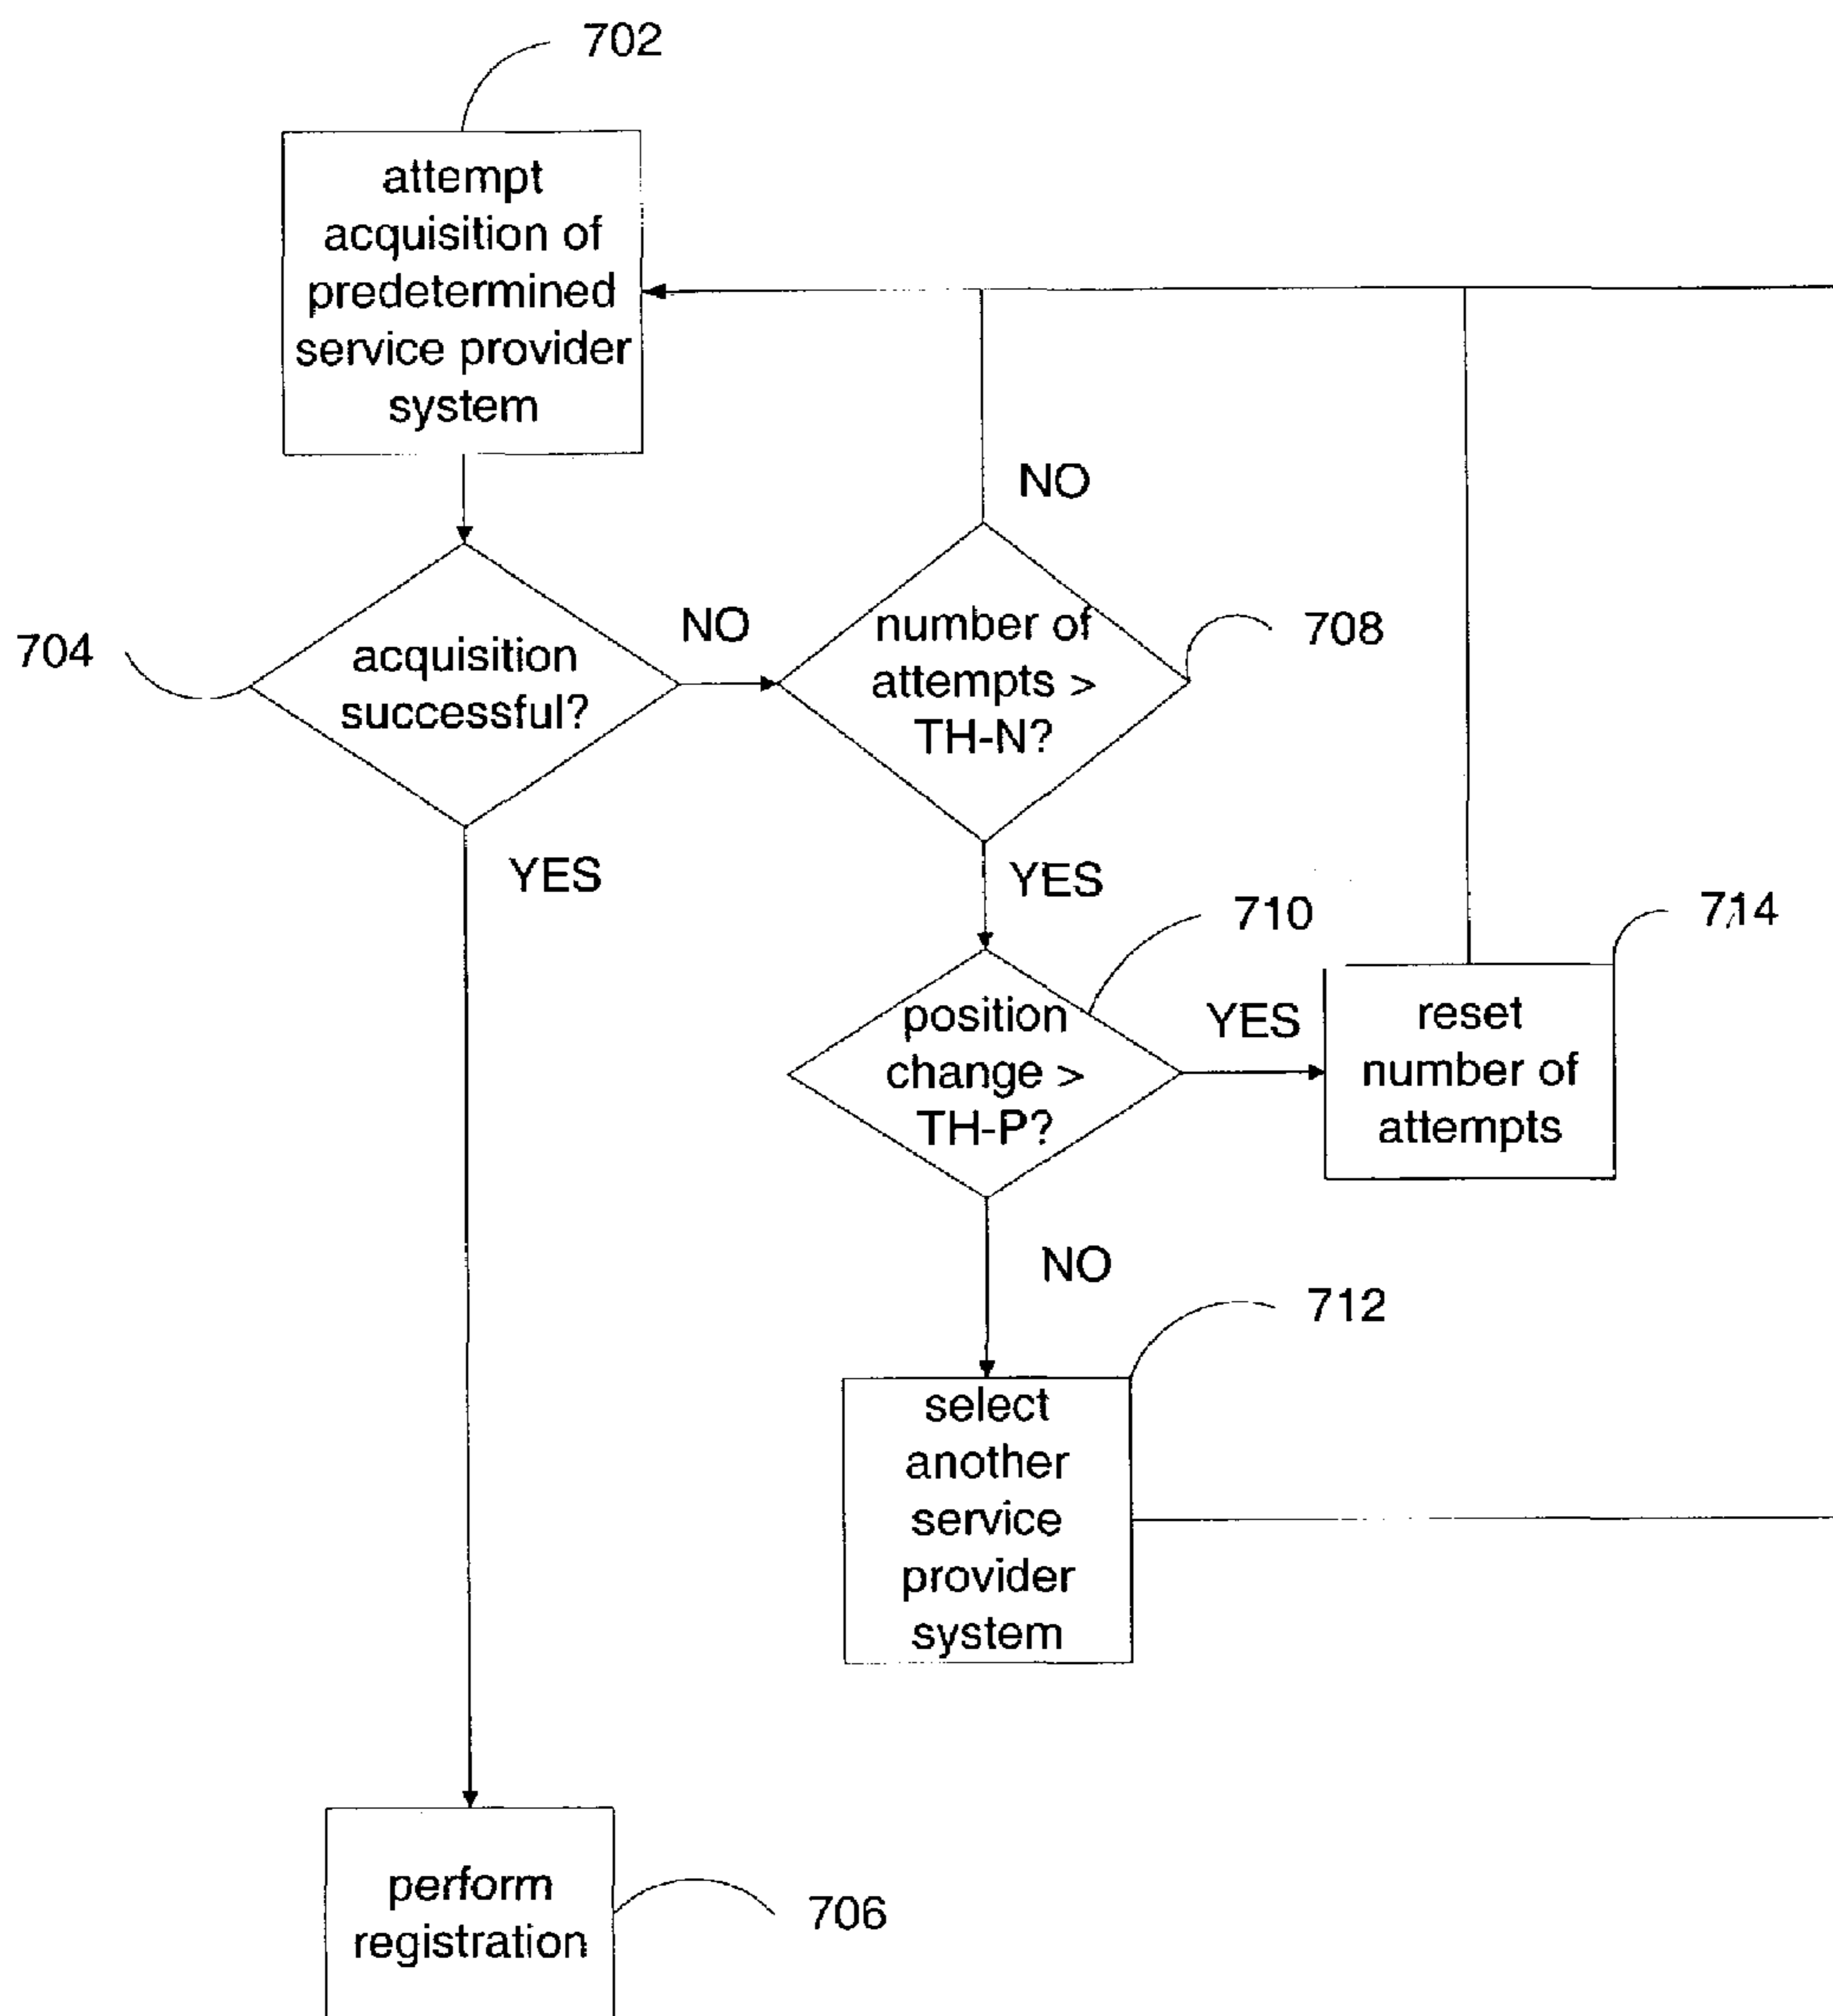 702
attempt
acquisition of
predetermined
service provider
system
NO
704
acquisition
successful?
NO
number of
attempts >
TH-N?
708
YES
YES
710
714
position
change >
TH-P?
YES
reset
number of
attempts
NO
712
select
another
service
provider
system
perform
registration
706